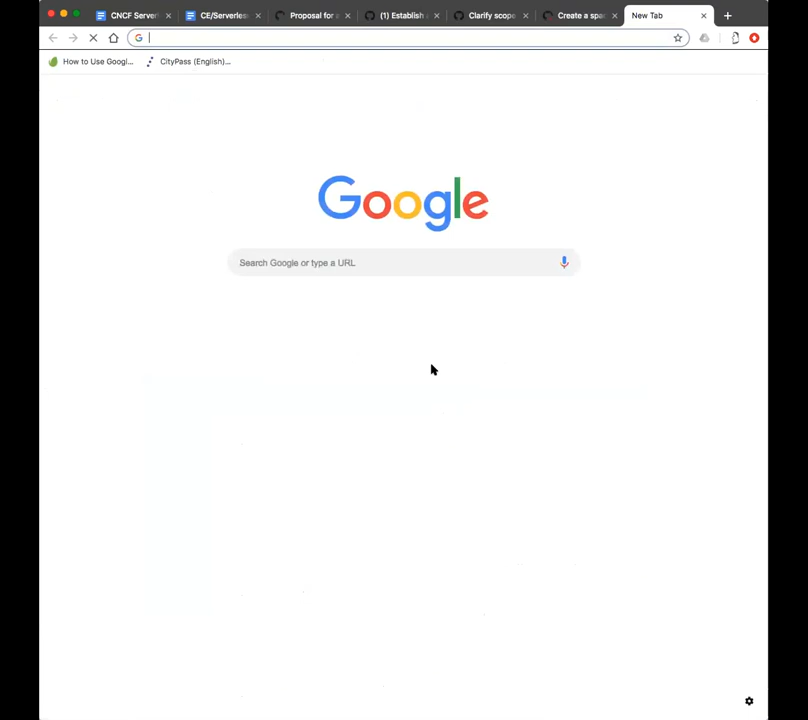 CNCF Server
CE/Serverless
Proposal for a
(1) Establish a
Clarify scope
Create a spac
New Tab
How to Use Googl...
CityPass (English)...
Google
Search Google or type a URL